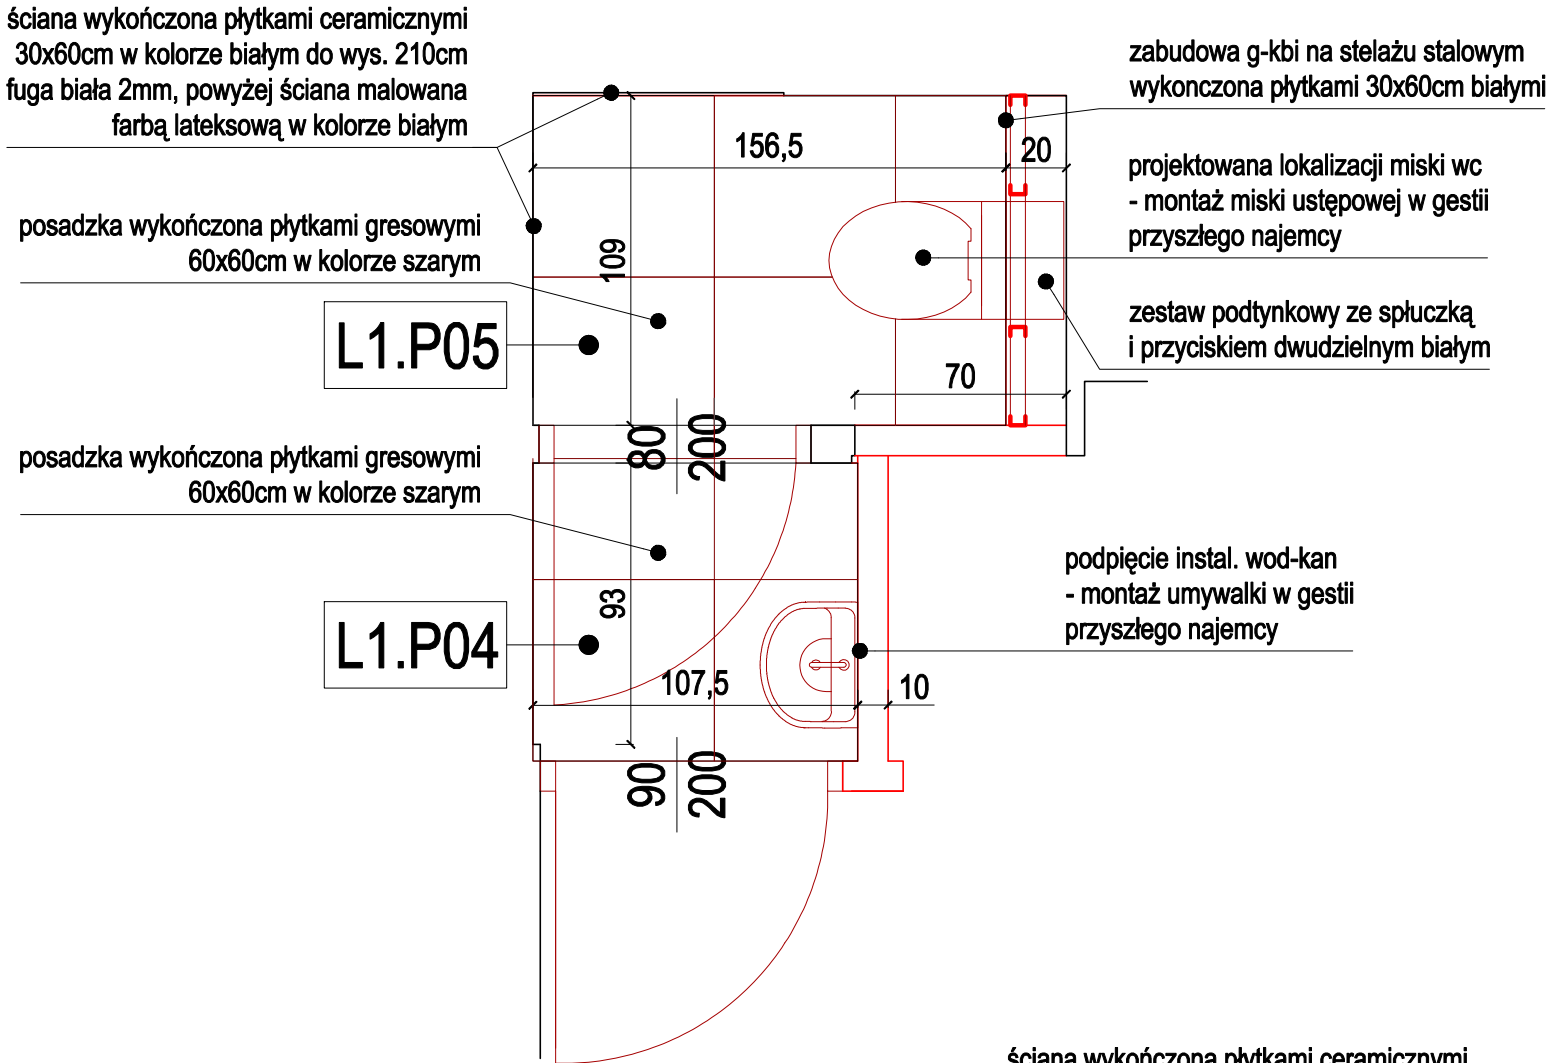 ściana wykończona płytkami ceramicznymi
30x60cm w kolorze białym do wys. 210cm
fuga biała 2mm, powyżej ściana malowana
farbą lateksową w kolorze białym
zabudowa g-kbi na stelażu stalowym
wykonczona płytkami 30x60cm białymi
156,5
20
projektowana lokalizacji miski wc
- montaż miski ustępowej w gestii
przyszłego najemcy
posadzka wykończona płytkami gresowymi
60x60cm w kolorze szarym
109
zestaw podtynkowy ze spłuczką
i przyciskiem dwudzielnym białym
L1.P05
70
80
200
posadzka wykończona płytkami gresowymi
60x60cm w kolorze szarym
podpięcie instal. wod-kan
- montaż umywalki w gestii
przyszłego najemcy
93
L1.P04
107,5
10
90
200
ściana wykończona płytkami ceramicznymi